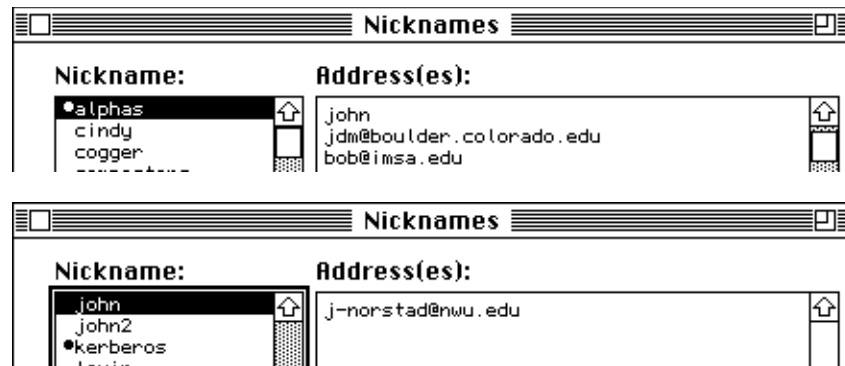 Nicknames
Nickname:
Address(es):
•alphas
cindy
cogger
john
jdm@boulder.colorado.edu
bob@imsa.edu
Nicknames
Nickname:
Address(es):
john
john2
•kerberos
j-norstad@nwu.edu